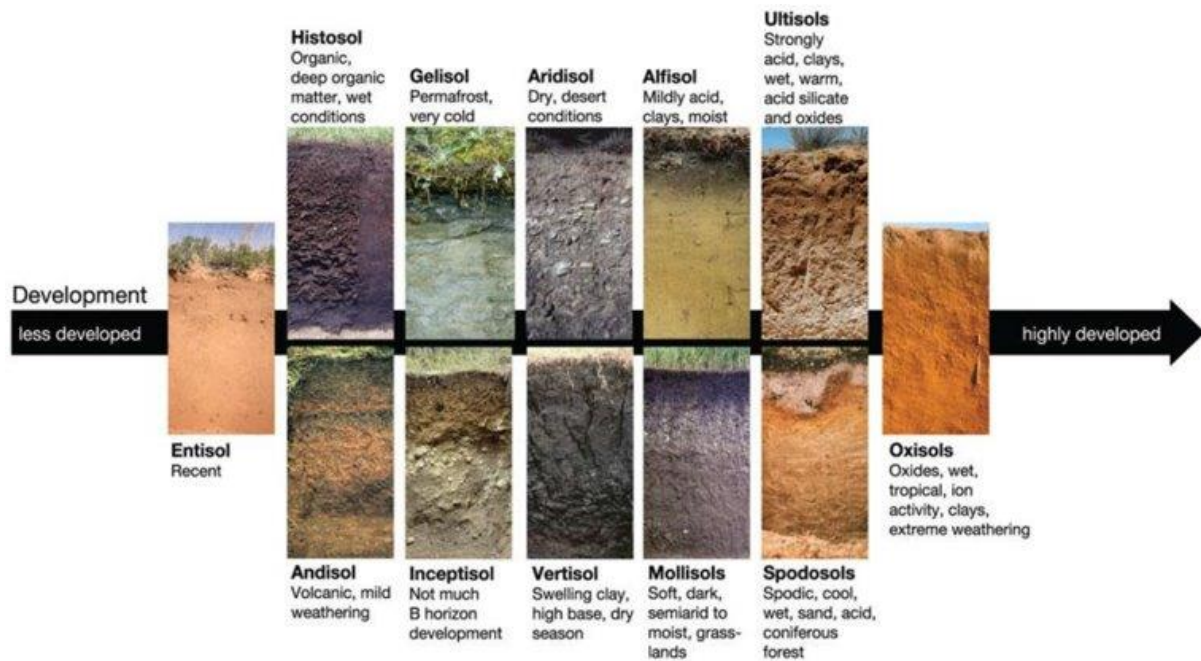 Histosol
Organic,
deep organic
matter, wet
conditions
Gelisol
Permafrost,
very cold
Aridisol
Dry, desert
conditions
Alfisol
Mildly acid,
clays, moist
Ultisols
Strongly
acid, clays,
wet, warm,
acid silicate
and oxides
Development
less developed
highly developed
Entisol
Recent
Andisol
Volcanic, mild
weathering
Inceptisol
Not much
B horizon
development
Vertisol
Swelling clay,
high base, dry
season
Mollisols
Soft, dark,
semiarid to
moist, grass-
lands
Spodosols
Spodic, cool,
wet, sand, acid,
coniferous
forest
Oxisols
Oxides, wet,
tropical, ion
activity, clays,
extreme weathering